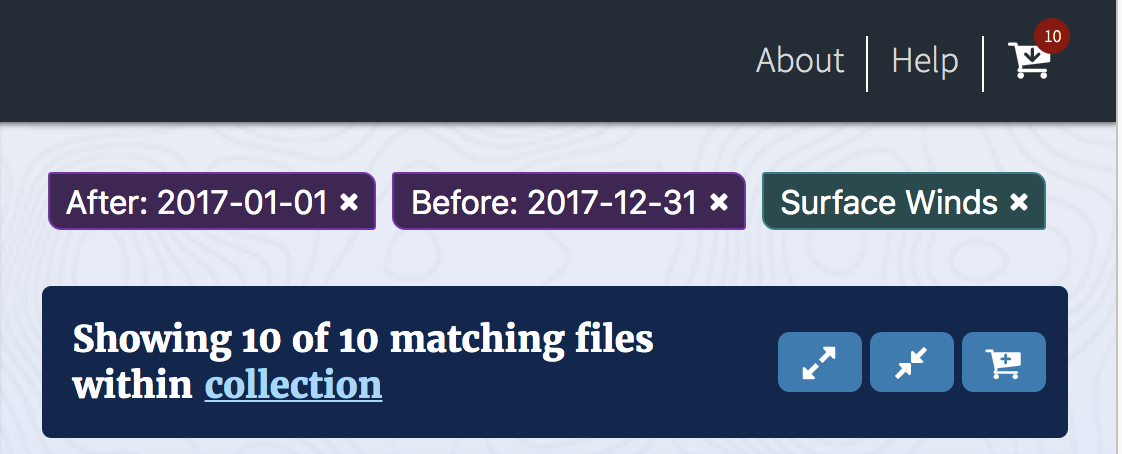 About Help 10
After: 2017-01-01 × Before: 2017-12-31 × Surface Winds ×
Showing 10 of 10 matching files
within collection